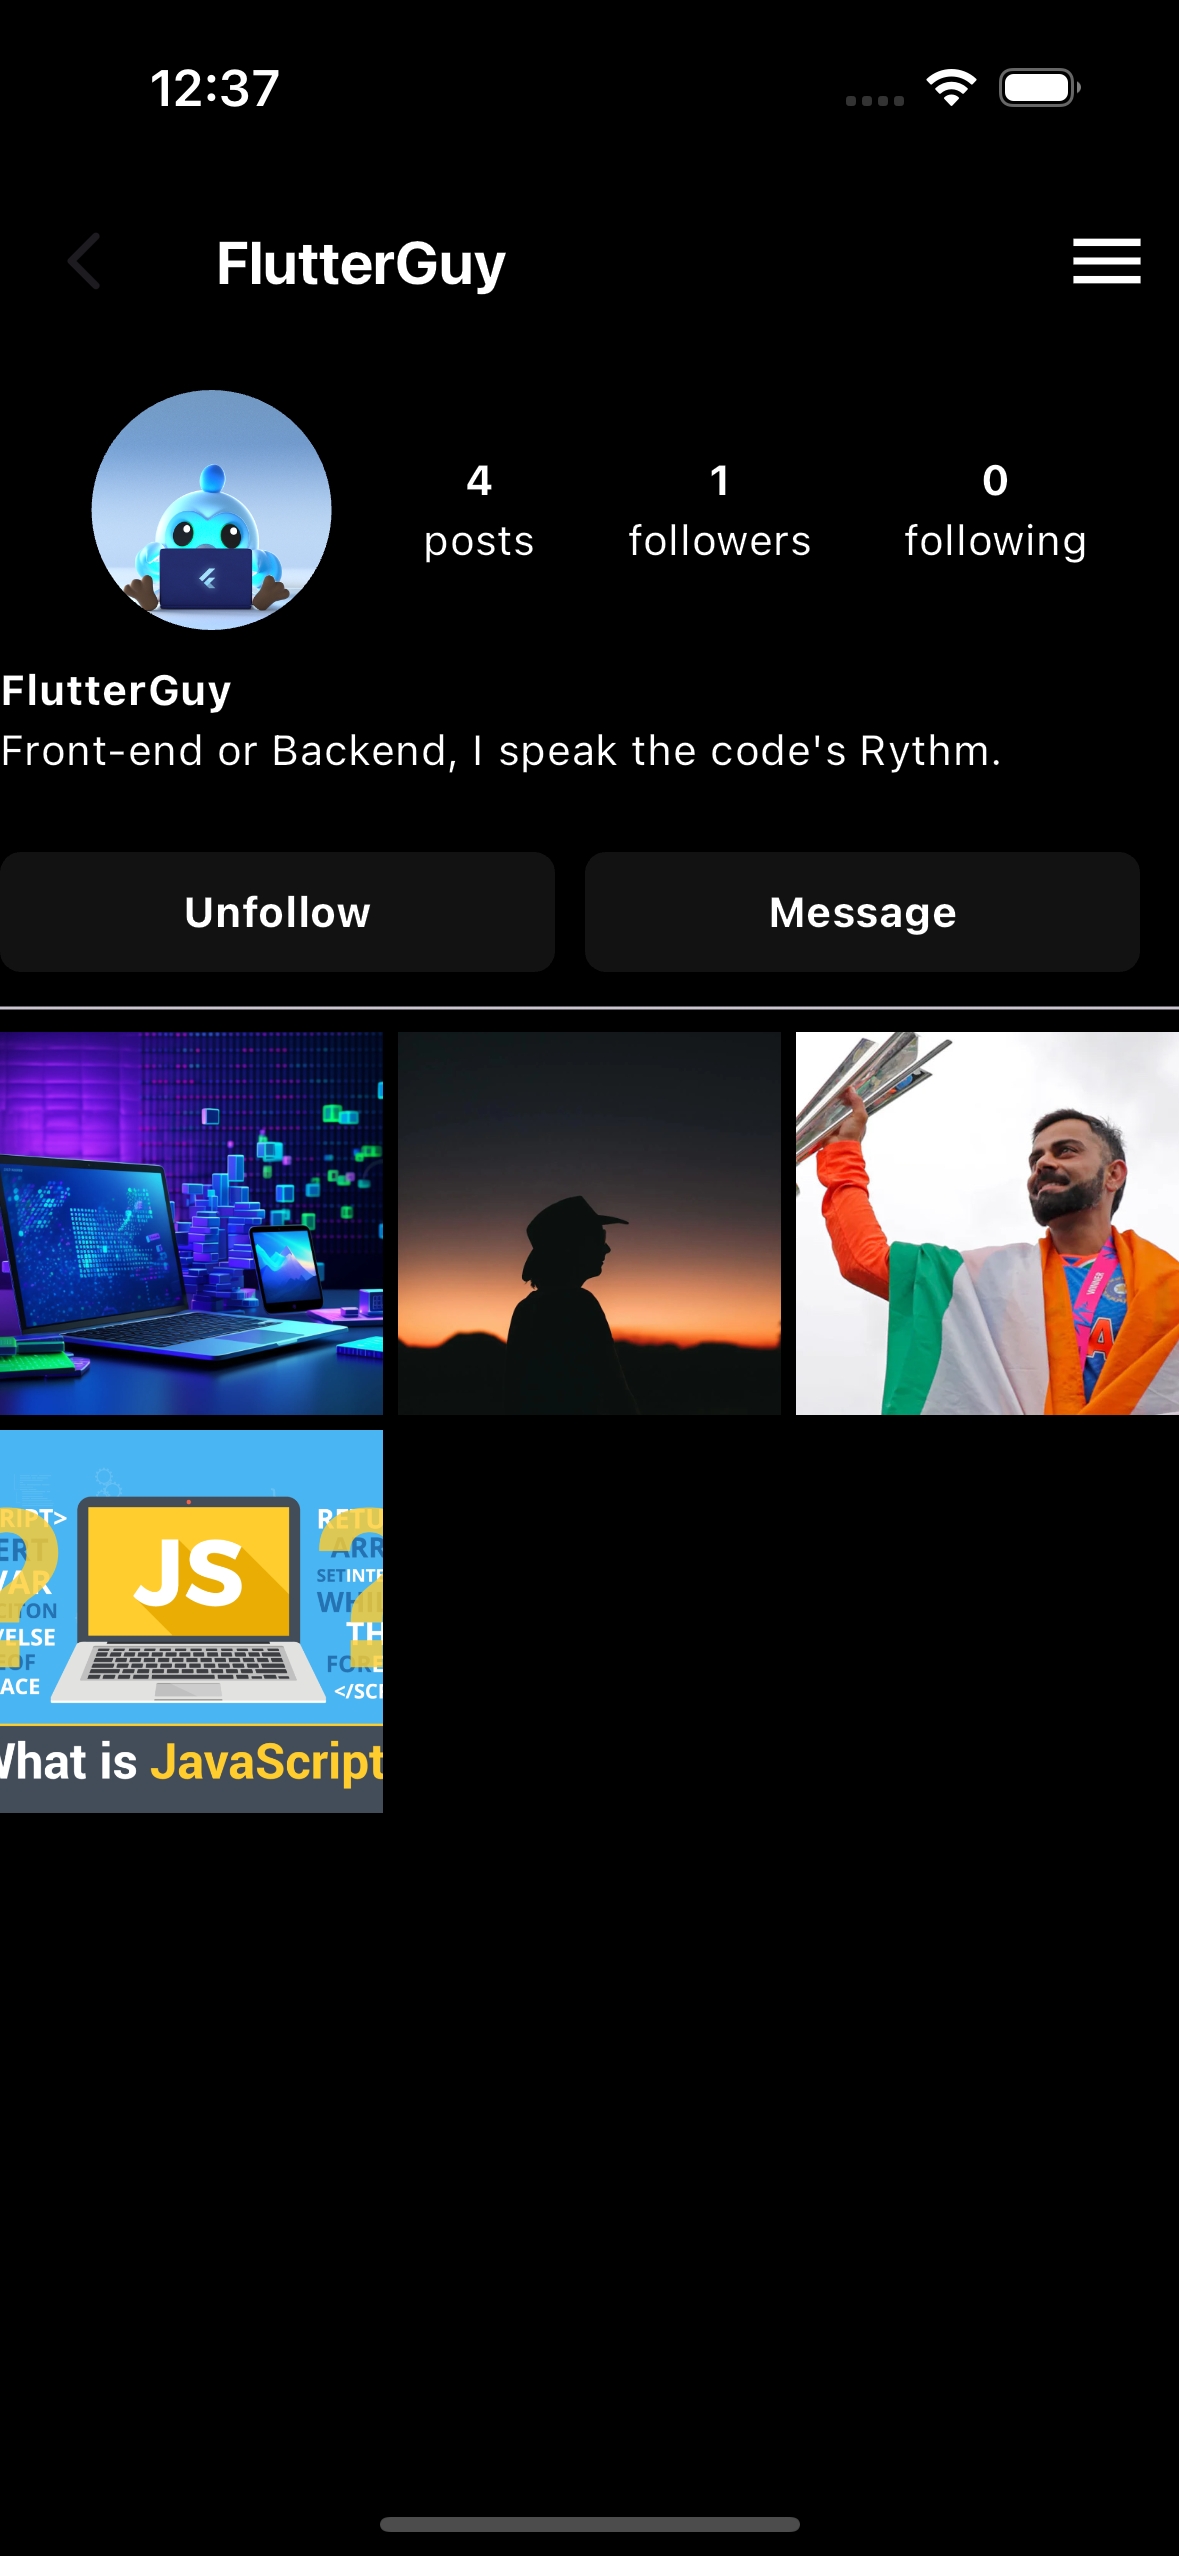 12:37
FlutterGuy
4 1 0
posts followers following
FlutterGuy
Front-end or Backend, I speak the code's Rythm.
Unfollow Message
WINNER
JS
What is JavaScript